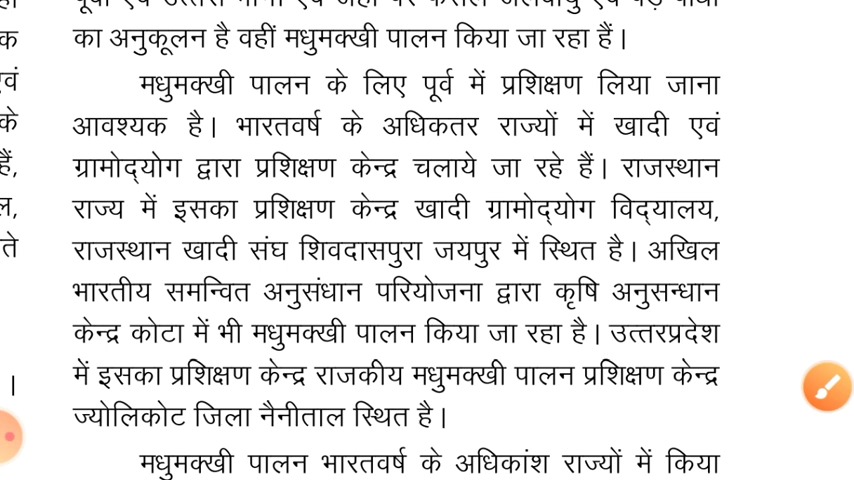 का अनुकूलन है वहीं मधुमक्खी पालन किया जा रहा हैं।
क
मधुमक्खी पालन के लिए पूर्व में प्रशिक्षण लिया जाना
वं
आवश्यक है। भारतवर्ष के अधिकतर राज्यों में खादी एवं
के
ग्रामोद्योग द्वारा प्रशिक्षण केन्द्र चलाये जा रहे हैं। राजस्थान
हैं,
राज्य में इसका प्रशिक्षण केन्द्र खादी ग्रामोद्योग विद्यालय,
ल,
राजस्थान खादी संघ शिवदासपुरा जयपुर में स्थित है। अखिल
ते
भारतीय समन्वित अनुसंधान परियोजना द्वारा कृषि अनुसन्धान
केन्द्र कोटा में भी मधुमक्खी पालन किया जा रहा है। उत्तरप्रदेश
में इसका प्रशिक्षण केन्द्र राजकीय मधुमक्खी पालन प्रशिक्षण केन्द्र
।
ज्योलिकोट जिला नैनीताल स्थित है।
मधुमक्खी पालन भारतवर्ष के अधिकांश राज्यों में किया